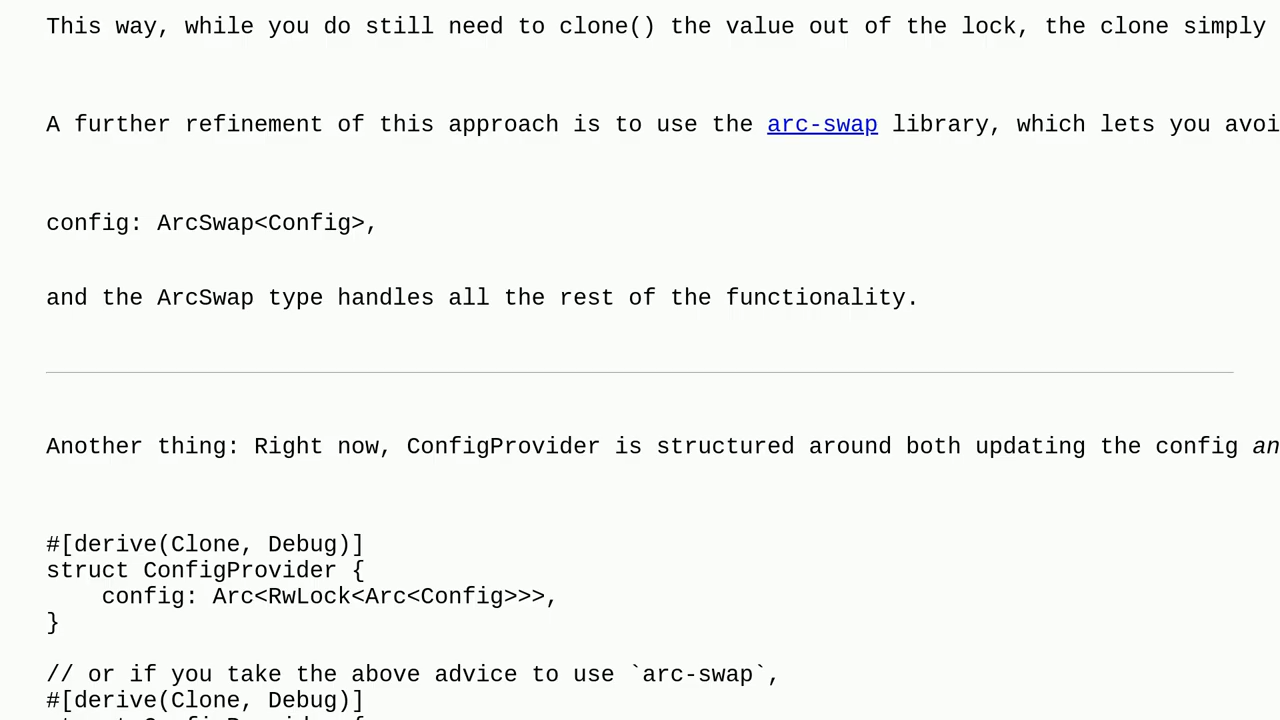 This way, while you do still need to clone() the value out of the lock, the clone simply
A further refinement of this approach is to use the arc-swap library, which lets you avoi
config: ArcSwap<Config>,
and the ArcSwap type handles all the rest of the functionality.
Another thing: Right now, ConfigProvider is structured around both updating the config an
#[derive(Clone, Debug)]
struct ConfigProvider {
    config: Arc<RwLock<Arc<Config>>>,
}
// or if you take the above advice to use `arc-swap`,
#[derive(Clone, Debug)]